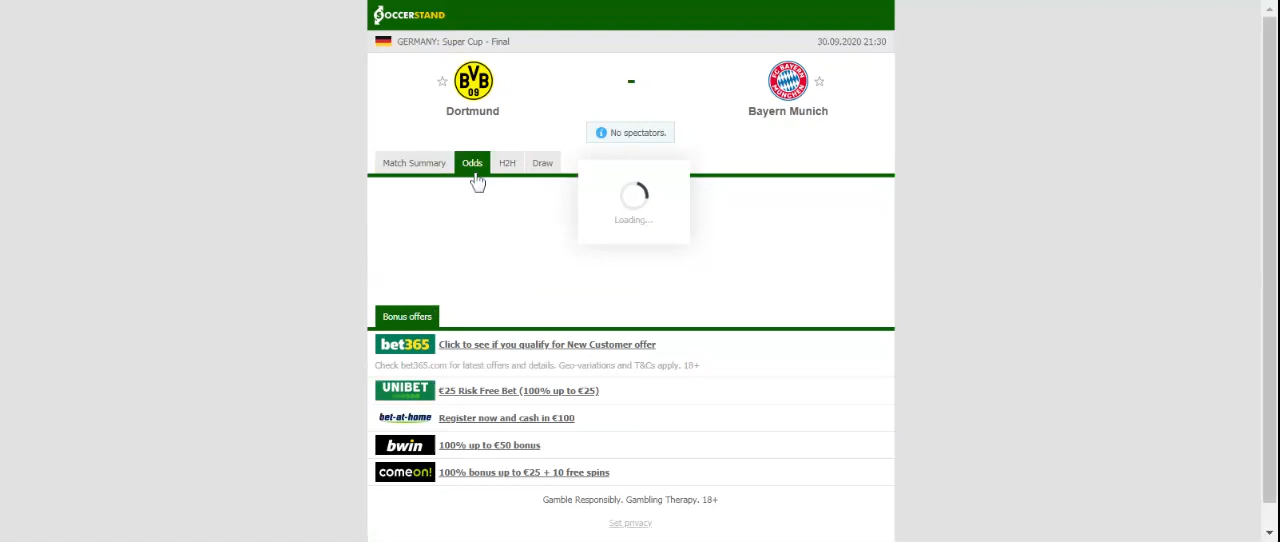 SOCCERSTAND
GERMANY: Super Cup - Final 30.09.2020 21:30
BVB 09
FC BAYERN MÜNCHEN
-
Dortmund Bayern Munich
No spectators.
Match Summary Odds H2H Draw
Loading...
Bonus offers
bet365 Click to see if you qualify for New Customer offer
Check bet365.com for latest offers and details. Geo-variations and T&Cs apply. 18+
UNIBET €25 Risk Free Bet (100% up to €25)
bet-at-home Register now and cash in €100
bwin 100% up to €50 bonus
comeon! 100% bonus up to €25 + 10 free spins
Gamble Responsibly. Gambling Therapy. 18+
Set privacy